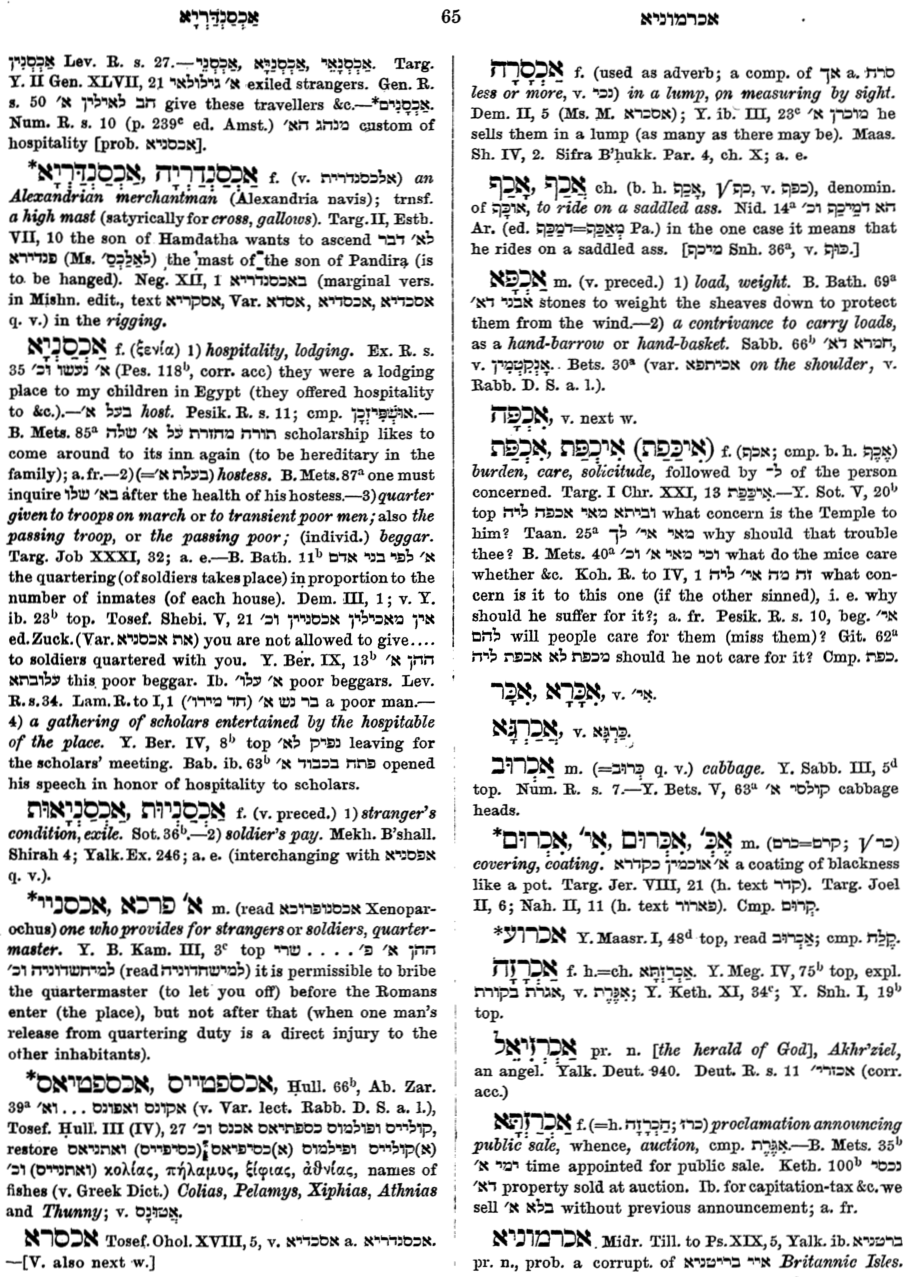 אֲכְסַנְדַּרְיָא
65
אכרמוניא
אַכְסְנִין Lev. R. s. 27.—אַכְסְנָאֵי, אַכְסְנַיָּא, אַכְסְנֵי. Targ.
Y. II Gen. XLVII, 21 א׳ גילולאי exiled strangers. Gen. R.
s. 50 חב לאילין א׳ give these travellers &c.—*אַכְסְנִים.
Num. R. s. 10 (p. 239c ed. Amst.) מנהג הא׳ custom of
hospitality [prob. אכסניא].
*אֲכְסַנְדַּרְיָא, אֲכְסַנְדַּרְיָה f. (v. אלכסנדרית) an
Alexandrian merchantman (Alexandria navis); trnsf.
a high mast (satyrically for cross, gallows). Targ. II, Esth.
VII, 10 the son of Hamdatha wants to ascend לא׳ דבר
פנדירא (Ms. לַאֲלַכְסַ׳) the mast of the son of Pandira (is
to be hanged). Neg. XII, 1 באכסנדריא (marginal vers.
in Mishn. edit., text אסקריא, Var. אסכדיא, אכסדיא, אסדא
q. v.) in the rigging.
אַכְסַנְיָא f. (ξενία) 1) hospitality, lodging. Ex. R. s.
35 א׳ נעשו וכ׳ (Pes. 118b, corr. acc) they were a lodging
place to my children in Egypt (they offered hospitality
to &c.).—בעל א׳ host. Pesik. R. s. 11; cmp. אוּשְׁפִּיזְכָן.—
B. Mets. 85a תורה מחזרת על א׳ שלה scholarship likes to
come around to its inn again (to be hereditary in the
family); a. fr.—2) (=בעלת א׳) hostess. B. Mets. 87a one must
inquire בא׳ שלו after the health of his hostess.—3) quarter
given to troops on march or to transient poor men; also the
passing troop, or the passing poor; (individ.) beggar.
Targ. Job XXXI, 32; a. e.—B. Bath. 11b א׳ לפי בני אדם
the quartering (of soldiers takes place) in proportion to the
number of inmates (of each house). Dem. III, 1; v. Y.
ib. 23b top. Tosef. Shebi. V, 21 אין מאכילין אכסניין וכ׳
ed. Zuck. (Var. את אכסניא) you are not allowed to give....
to soldiers quartered with you. Y. Ber. IX, 13b ההן א׳
עלובתא this poor beggar. Ib. א׳ עלו׳ poor beggars. Lev.
R. s. 34. Lam. R. to I, 1 (חד מירי׳) בר נש א׳ a poor man.—
4) a gathering of scholars entertained by the hospitable
of the place. Y. Ber. IV, 8b top נפיק לא׳ leaving for
the scholars' meeting. Bab. ib. 63b פתח בכבוד א׳ opened
his speech in honor of hospitality to scholars.
אַכְסַנְיוּת, אַכְסַנְיָאוּת f. (v. preced.) 1) stranger's
condition, exile. Sot. 36b.—2) soldier's pay. Mekh. B'shall.
Shirah 4; Yalk. Ex. 246; a. e. (interchanging with אפסניא
q. v.).
*אכסניי, א׳ פרכא m. (read אכסנופרוכא Xenopar-
ochus) one who provides for strangers or soldiers, quarter-
master. Y. B. Kam. III, 3c top ההן א׳ פ׳ . . . . שרי
למיתשדוניה וכ׳ (read למישחדוניה) it is permissible to bribe
the quartermaster (to let you off) before the Romans
enter (the place), but not after that (when one man's
release from quartering duty is a direct injury to the
other inhabitants).
*אכספטייס, אכספטיאס, Ḥull. 66b, Ab. Zar.
39a אקונס ואפונס . . . וא׳ (v. Var. lect. Rabb. D. S. a. l.),
Tosef. Ḥull. III (IV), 27 קולייס ופולמוס כספתיאס אכנס וכ׳,
restore (א)קולייס ופילמוס (א)כסיפיאס (כסיפייס) ואתניאס
(ואתנייס) וכ׳ κολίας, πήλαμυς, ξίφιας, ἀθνίας, names of
fishes (v. Greek Dict.) Colias, Pelamys, Xiphias, Athnias
and Thunny; v. אֲטוּנָּס.
אכסרא Tosef. Ohol. XVIII, 5, v. אסכדיא a. אכסנדריא.
—[V. also next w.]
אַכְסָרָה f. (used as adverb; a comp. of אך a. סרח
less or more, v. נכי) in a lump, on measuring by sight.
Dem. II, 5 (Ms. M. אסכרא); Y. ib. III, 23c מוכרן א׳ he
sells them in a lump (as many as there may be). Maas.
Sh. IV, 2. Sifra B'hukk. Par. 4, ch. X; a. e.
אֲכַף, אֲכֵף ch. (b. h. אָכַף, √כף, v. כפף), denomin.
of אוּכָּף, to ride on a saddled ass. Nid. 14a הא דמיכף וכ׳
Ar. (ed. דמכַּף=מְאַכֵּף Pa.) in the one case it means that
he rides on a saddled ass. [מיכף Snh. 36a, v. כּוּף.]
אַכְפָּא m. (v. preced.) 1) load, weight. B. Bath. 69a
אבני דא׳ stones to weight the sheaves down to protect
them from the wind.—2) a contrivance to carry loads,
as a hand-barrow or hand-basket. Sabb. 66b חמרא דא׳,
v. אַנְקְטְמִין. Bets. 30a (var. אכיתפא on the shoulder, v.
Rabb. D. S. a. l.).
אִכְפָּה, v. next w.
אִכְפַּת, אִיכְפַּת (אִיכַּפַּת) f. (אכף; cmp. b. h. אֶכֶף)
burden, care, solicitude, followed by ל־ of the person
concerned. Targ. I Chr. XXI, 13 אִיכַּפַּת.—Y. Sot. V, 20b
top וביתא מאי אכפה ליה what concern is the Temple to
him? Taan. 25a מאי אי׳ לך why should that trouble
thee? B. Mets. 40a וכי מאי א׳ וכ׳ what do the mice care
whether &c. Koh. R. to IV, 1 זה מה אי׳ ליה what con-
cern is it to this one (if the other sinned), i. e. why
should he suffer for it?; a. fr. Pesik. R. s. 10, beg. אי׳
להם will people care for them (miss them)? Git. 62a
מכפת לא אכפת ליה should he not care for it? Cmp. כפת.
אִכָּר, אִכָּרָא, v. אי׳.
אֲכַרְגָּא, v. כַּרְגָּא.
אַכְרוּב m. (=כְּרוּב q. v.) cabbage. Y. Sabb. III, 5d
top. Num. R. s. 7.—Y. Bets. V, 63a קולסי א׳ cabbage
heads.
*אַכְרוּם, אִי׳, אִכְּרוּם, אֻכְּ׳ m. (קרם=כרם; √כר)
covering, coating. א׳ אוכמין כקדרא a coating of blackness
like a pot. Targ. Jer. VIII, 21 (h. text קדר). Targ. Joel
II, 6; Nah. II, 11 (h. text פארור). Cmp. קְרוּם.
*אכרוע Y. Maasr. I, 48d top, read אַכְרוּב; cmp. קֶלַח.
אַכְרָזָה f. h.=ch. אַכְרַזְתָּא. Y. Meg. IV, 75b top, expl.
אגרת בקורת, v. אִגֶּרֶת; Y. Keth. XI, 34c; Y. Snh. I, 19b
top.
אַכְרְזִיאֵל pr. n. [the herald of God], Akhr'ziel,
an angel. Yalk. Deut. 940. Deut. R. s. 11 אכזרי׳ (corr.
acc.)
אַכְרַזְתָּא f. (=h. הַכְרָזָה; כרז) proclamation announcing
public sale, whence, auction, cmp. אִגֶּרֶת.—B. Mets. 35b
יומי א׳ time appointed for public sale. Keth. 100b נכסי
דא׳ property sold at auction. Ib. for capitation-tax &c. we
sell בלא א׳ without previous announcement; a. fr.
אכרמוניא. Midr. Till. to Ps. XIX, 5, Yalk. ib. ברטניא
pr. n., prob. a corrupt. of איי בריטניא Britannic Isles.